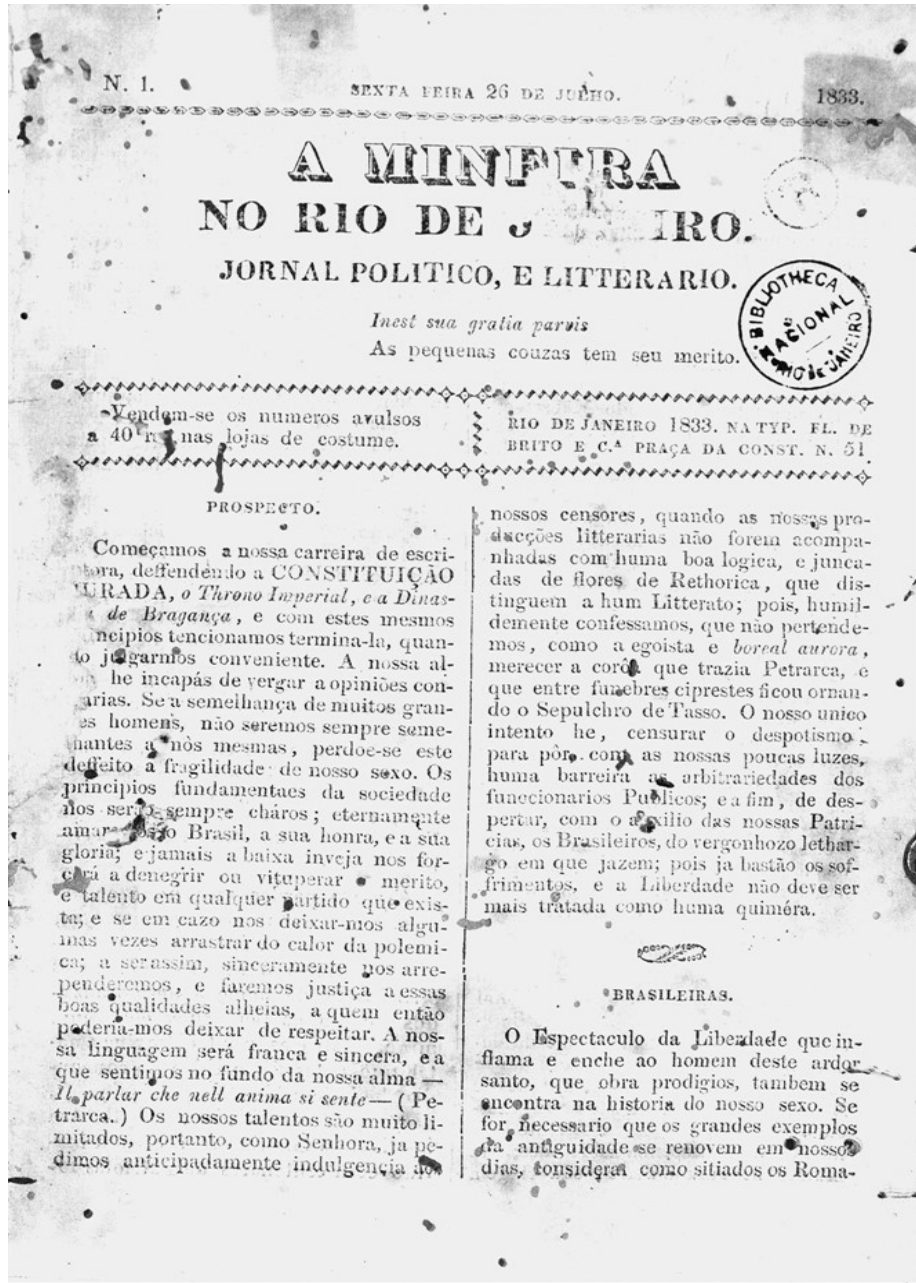 N. 1.
SEXTA FEIRA 26 DE JULHO.
1833.
A MINEIRA
NO RIO DE J IRO.
JORNAL POLITICO, E LITTERARIO.
Inest sua gratia parvis
As pequenas couzas tem seu merito.
BIBLIOTHECA
NACIONAL
RIO DE JANEIRO
Vendem-se os numeros avulsos
a 40 rs nas lojas de costume.
RIO DE JANEIRO 1833. NA TYP. FL. DE
BRITO E C.ª PRAÇA DA CONST. N. 51
PROSPECTO.
Começamos a nossa carreira de escri-
tora, deffendendo a CONSTITUIÇÃO
JURADA, o Throno Imperial, e a Dinas-
de Bragança, e com estes mesmos
principios tencionamos termina-la, quan-
do julgarmos conveniente. A nossa al-
he incapás de vergar a opiniões con-
trarias. Se a semelhança de muitos gran-
des homens, não seremos sempre seme-
lhantes a nòs mesmas, perdoe-se este
deffeito a fragilidade de nosso sexo. Os
principios fundamentaes da sociedade
nos serão sempre cháros; eternamente
Brasil, a sua honra, e a sua
gloria; e jamais a baixa inveja nos for-
çará a denegrir ou vituperar o merito,
e talento em qualquer partido que exis-
ta; e se em cazo nos deixar-mos algu-
mas vezes arrastrar do calor da polemi-
ca; a ser assim, sinceramente nos arre-
penderemos, e faremos justiça a essas
boas qualidades alheias, a quem então
poderia-mos deixar de respeitar. A nos-
sa linguagem será franca e sincera, e a
que sentimos no fundo da nossa alma —
Il parlar che nell anima si sente — (Pe-
trarca.) Os nossos talentos são muito li-
mitados, portanto, como Senhora, ja pe-
dimos anticipadamente indulgencia aos
nossos censores, quando as nossas pro-
ducções litterarias não forem acompa-
nhadas com huma boa logica, e junca-
das de flores de Rethorica, que dis-
tinguem a hum Litterato; pois, humil-
demente confessamos, que não pertende-
mos, como a egoista e boreal aurora,
merecer a corôa que trazia Petrarca, e
que entre funebres ciprestes ficou ornan-
do o Sepulchro de Tasso. O nosso unico
intento he, censurar o despotismo;
para pôr, com as nossas poucas luzes,
huma barreira as arbitrariedades dos
funccionarios Publicos; e a fim, de des-
pertar, com o auxilio das nossas Patri-
cias, os Brasileiros, do vergonhozo lethar-
go em que jazem; pois ja bastão os sof-
frimentos, e a Liberdade não deve ser
mais tratada como huma quiméra.
BRASILEIRAS.
O Espectaculo da Liberdade que in-
flama e enche ao homem deste ardor
santo, que obra prodigios, tambem se
encontra na historia do nosso sexo. Se
for necessario que os grandes exemplos
da antiguidade se renovem em nossos
dias, considerai como sitiados os Roma-